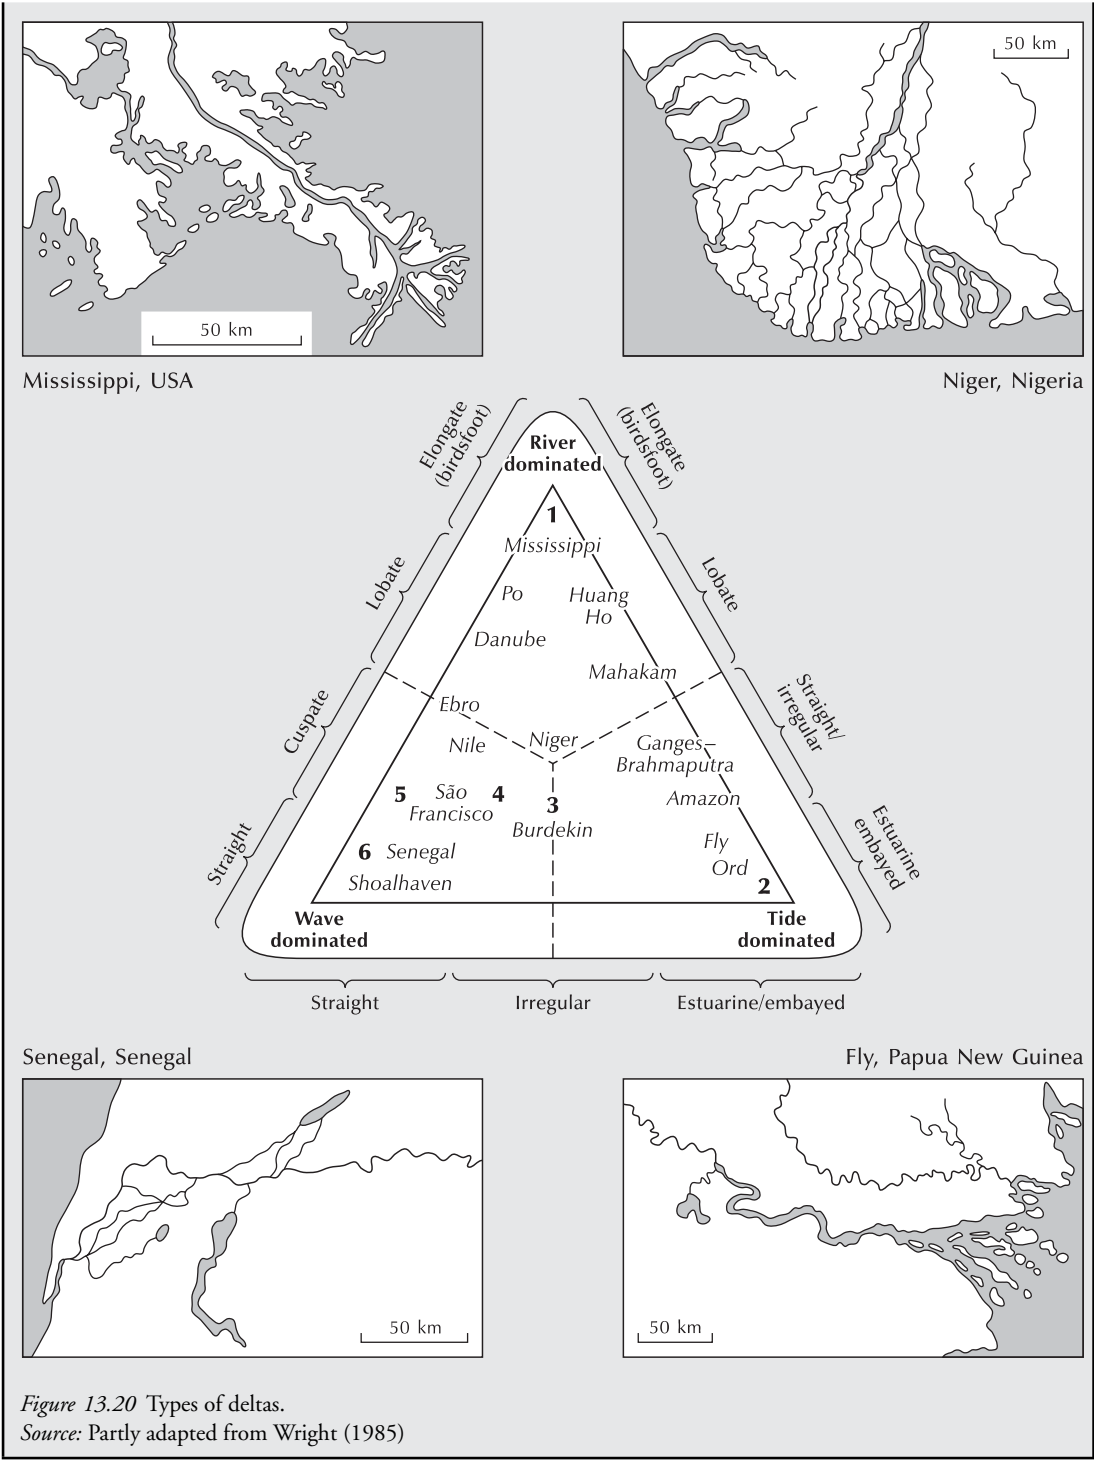 50 km
50 km
Mississippi, USA
Niger, Nigeria
Elongate
(birdsfoot)
Elongate
(birdsfoot)
River
dominated
1
Mississippi
Lobate
Lobate
Po
Huang
Ho
Danube
Mahakam
Cuspate
Straight/
irregular
Ebro
Nile
Niger
Ganges–
Brahmaputra
5
São
Francisco
4
3
Burdekin
Amazon
Straight
Estuarine
embayed
6
Senegal
Fly
Ord
Shoalhaven
2
Wave
dominated
Tide
dominated
Straight
Irregular
Estuarine/embayed
Senegal, Senegal
Fly, Papua New Guinea
50 km
50 km
Figure 13.20 Types of deltas.
Source: Partly adapted from Wright (1985)